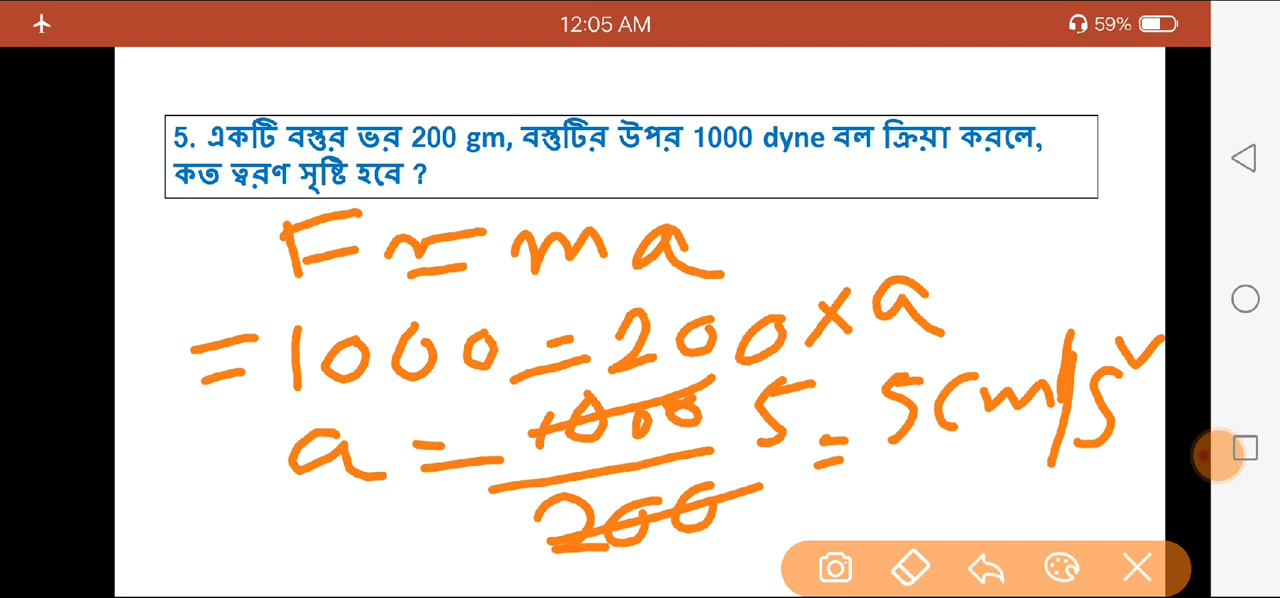 12:05 AM
59%
5. একটি বস্তুর ভর 200 gm, বস্তুটির উপর 1000 dyne বল ক্রিয়া করলে,
কত ত্বরণ সৃষ্টি হবে ?
F = ma
= 1000 = 200 × a
a = 1000/200 5 = 5 cm/s²